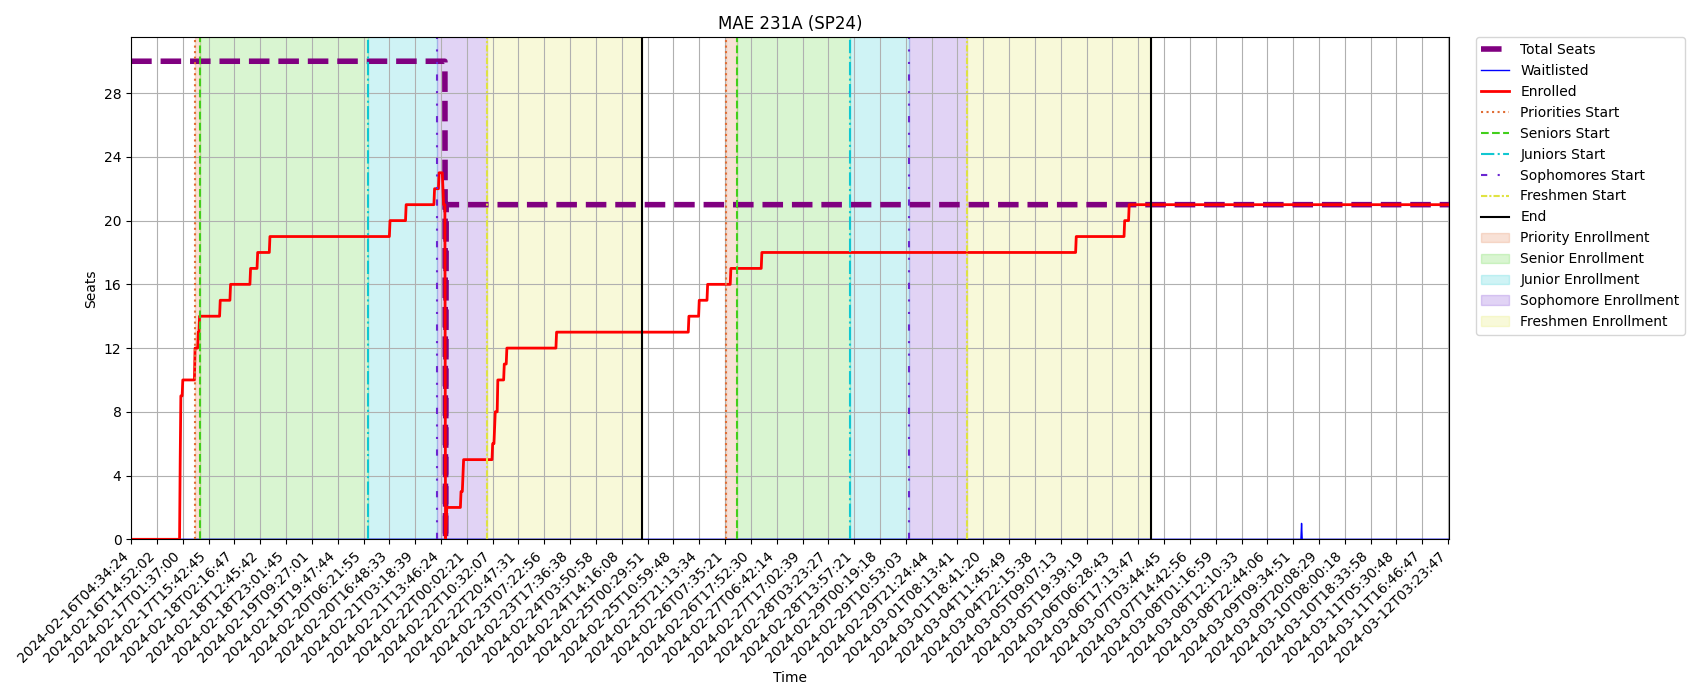 MAE 231A (SP24)
Seats
28
24
20
16
12
8
4
0
2024-02-16T04:34:24
2024-02-16T14:52:02
2024-02-17T01:37:00
2024-02-17T15:42:45
2024-02-18T02:16:47
2024-02-18T12:45:42
2024-02-18T23:01:45
2024-02-19T09:27:01
2024-02-19T19:47:44
2024-02-20T06:21:55
2024-02-20T16:48:33
2024-02-21T03:18:39
2024-02-21T13:46:24
2024-02-22T00:02:21
2024-02-22T10:32:07
2024-02-22T20:47:31
2024-02-23T07:22:56
2024-02-23T17:36:38
2024-02-24T03:50:58
2024-02-24T14:16:08
2024-02-25T00:29:51
2024-02-25T10:59:48
2024-02-25T21:13:34
2024-02-26T07:35:21
2024-02-26T17:52:30
2024-02-27T06:42:14
2024-02-27T17:02:39
2024-02-28T03:23:27
2024-02-28T13:57:21
2024-02-29T00:19:18
2024-02-29T10:53:03
2024-02-29T21:24:44
2024-03-01T08:13:41
2024-03-01T18:41:20
2024-03-04T11:45:49
2024-03-04T22:15:38
2024-03-05T09:07:13
2024-03-05T19:39:19
2024-03-06T06:28:43
2024-03-06T17:13:47
2024-03-07T03:44:45
2024-03-07T14:42:56
2024-03-08T01:16:59
2024-03-08T12:10:33
2024-03-08T22:44:06
2024-03-09T09:34:51
2024-03-09T20:08:29
2024-03-10T08:00:18
2024-03-10T18:33:58
2024-03-11T05:30:48
2024-03-11T16:46:47
2024-03-12T03:23:47
Time
Total Seats
Waitlisted
Enrolled
Priorities Start
Seniors Start
Juniors Start
Sophomores Start
Freshmen Start
End
Priority Enrollment
Senior Enrollment
Junior Enrollment
Sophomore Enrollment
Freshmen Enrollment